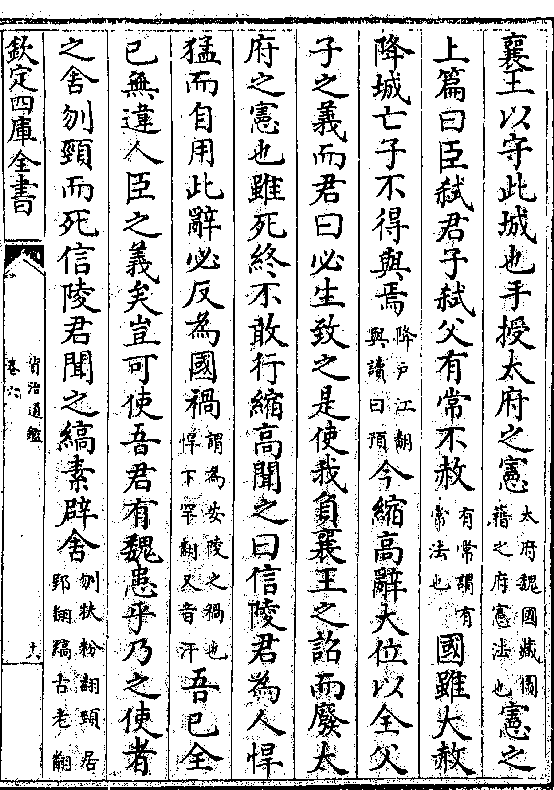 襄王以守此城也手授太府之憲太府魏國藏圖籍之府憲法也憲之
上篇曰臣弑君子弑父有常不赦有常謂有常法也國雖大赦
降城亡子不得與焉降戶江翻與讀曰預今縮高辭大位以全父
子之義而君曰必生致之是使我負襄王之詔而廢太
府之憲也雖死終不敢行縮高聞之曰信陵君為人悍
猛而自用此辭必反為國禍謂為安陵之禍也悍下罕翻又音汗吾已全
已無違人臣之義矣豈可使吾君有魏患乎乃之使者
之舍刎頸而死信陵君聞之縞素辟舍刎扶粉翻頸居郢翻縞古老翻
欽定四庫全書
資治通鑑
卷六
十八